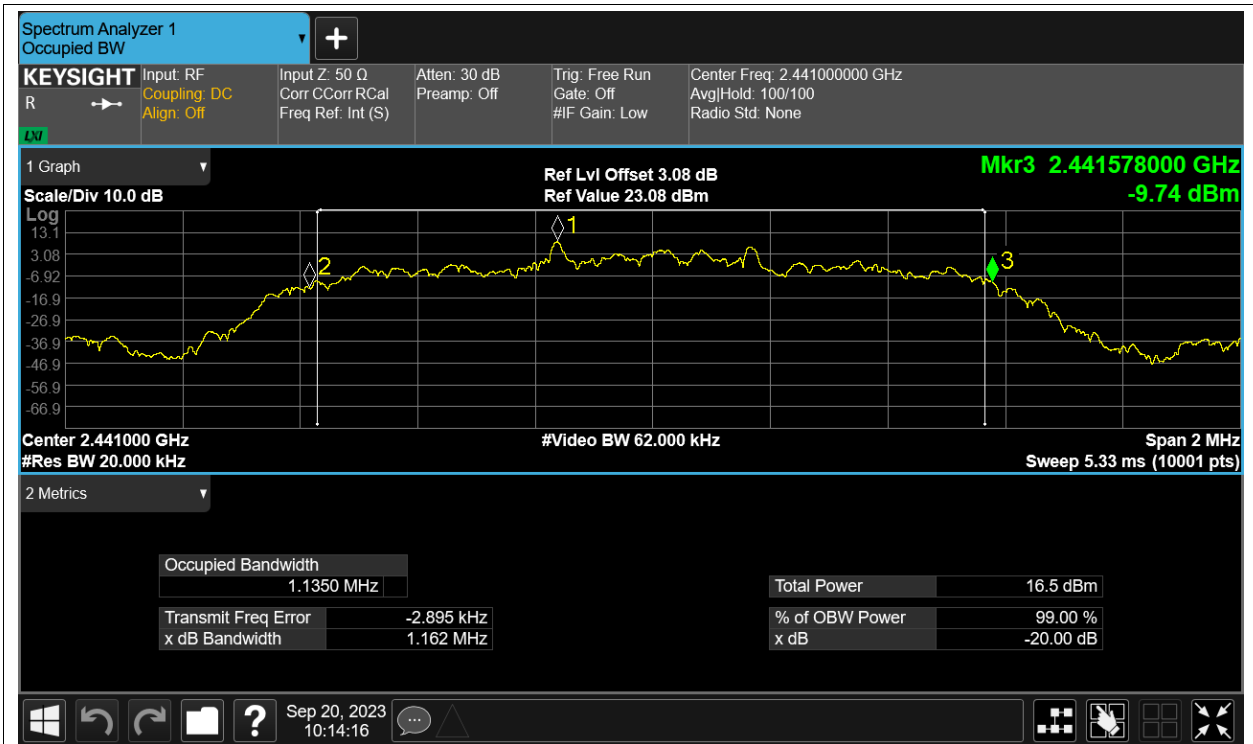 Spectrum Analyzer 1
Occupied BW
KEYSIGHT
R
LXI
Input: RF
Coupling: DC
Align: Off
Input Z: 50 Ω
Corr CCorr RCal
Freq Ref: Int (S)
Atten: 30 dB
Preamp: Off
Trig: Free Run
Gate: Off
#IF Gain: Low
Center Freq: 2.441000000 GHz
Avg|Hold: 100/100
Radio Std: None
1 Graph
Scale/Div 10.0 dB
Ref Lvl Offset 3.08 dB
Ref Value 23.08 dBm
Mkr3 2.441578000 GHz
-9.74 dBm
Log
13.1
3.08
-6.92
-16.9
-26.9
-36.9
-46.9
-56.9
-66.9
1
2
3
Center 2.441000 GHz
#Res BW 20.000 kHz
#Video BW 62.000 kHz
Span 2 MHz
Sweep 5.33 ms (10001 pts)
2 Metrics
Occupied Bandwidth
1.1350 MHz
Transmit Freq Error -2.895 kHz
x dB Bandwidth 1.162 MHz
Total Power 16.5 dBm
% of OBW Power 99.00 %
x dB -20.00 dB
?
Sep 20, 2023
10:14:16